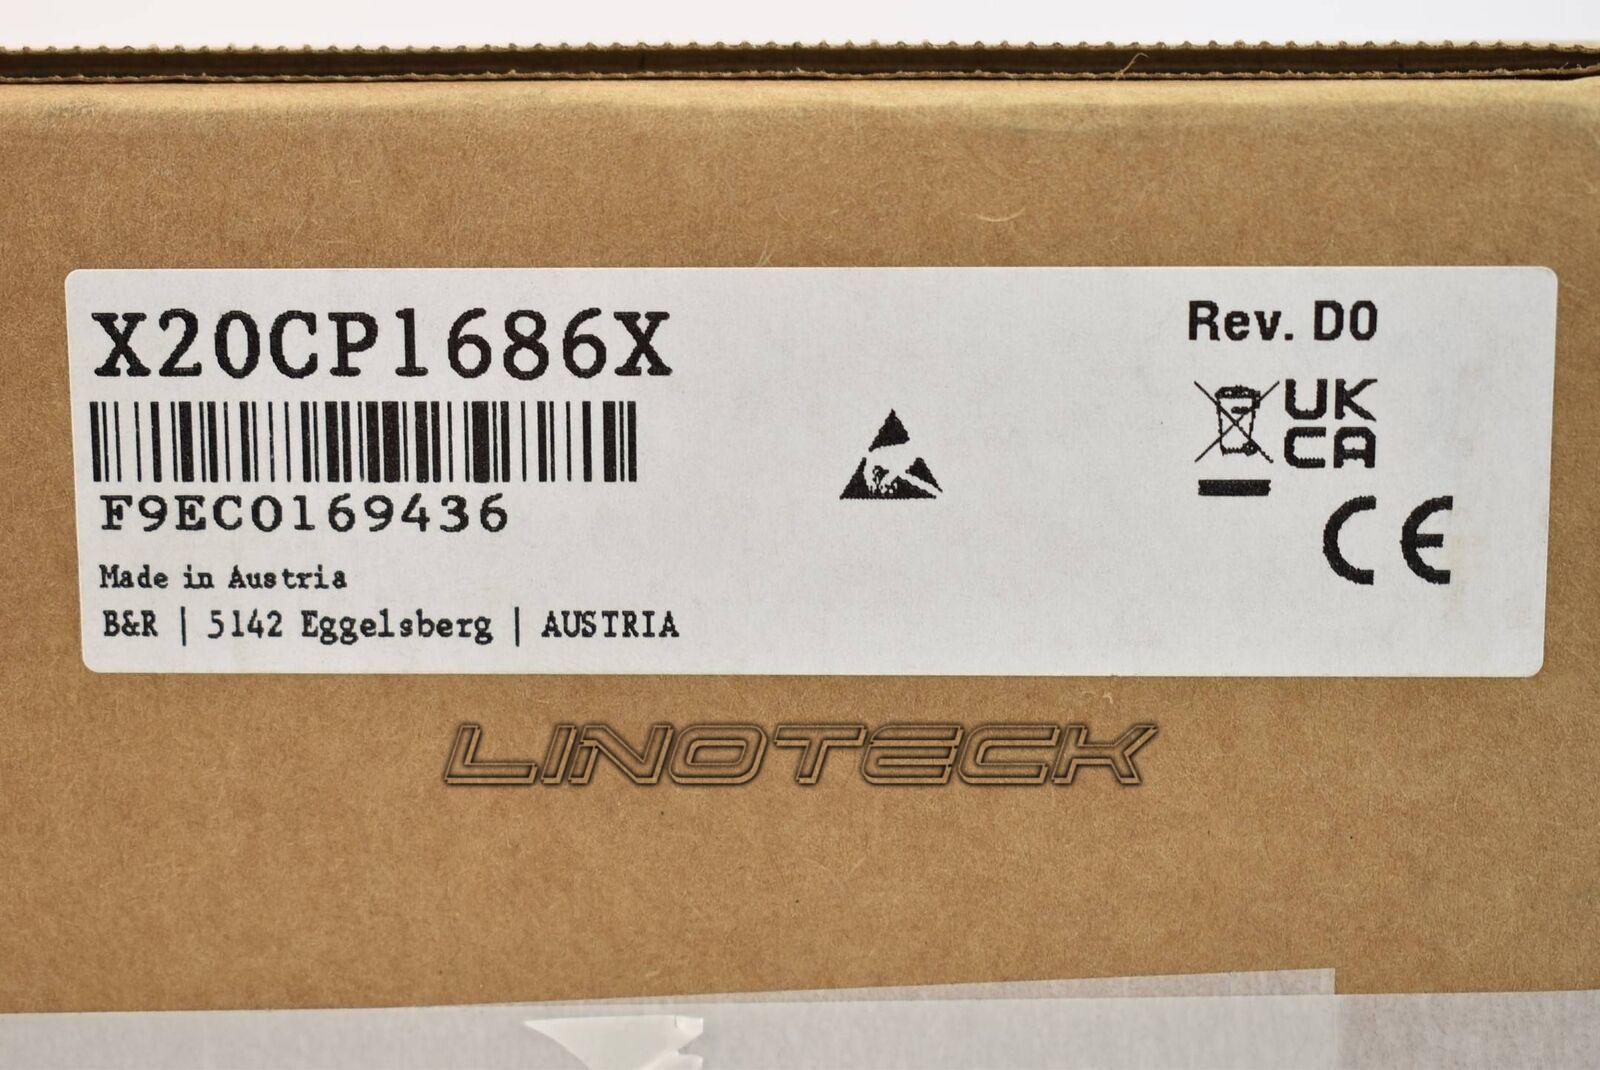 X20CP1686X
Rev. D0
UK
CA
F9EC0169436
CE
Made in Austria
B&R | 5142 Eggelsberg | AUSTRIA
LINOTECK